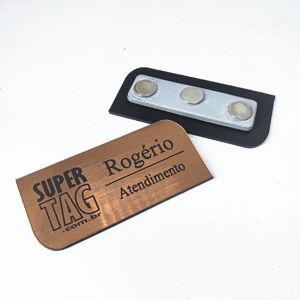 SUPER
TAG
.com.br
Rogério
Atendimento